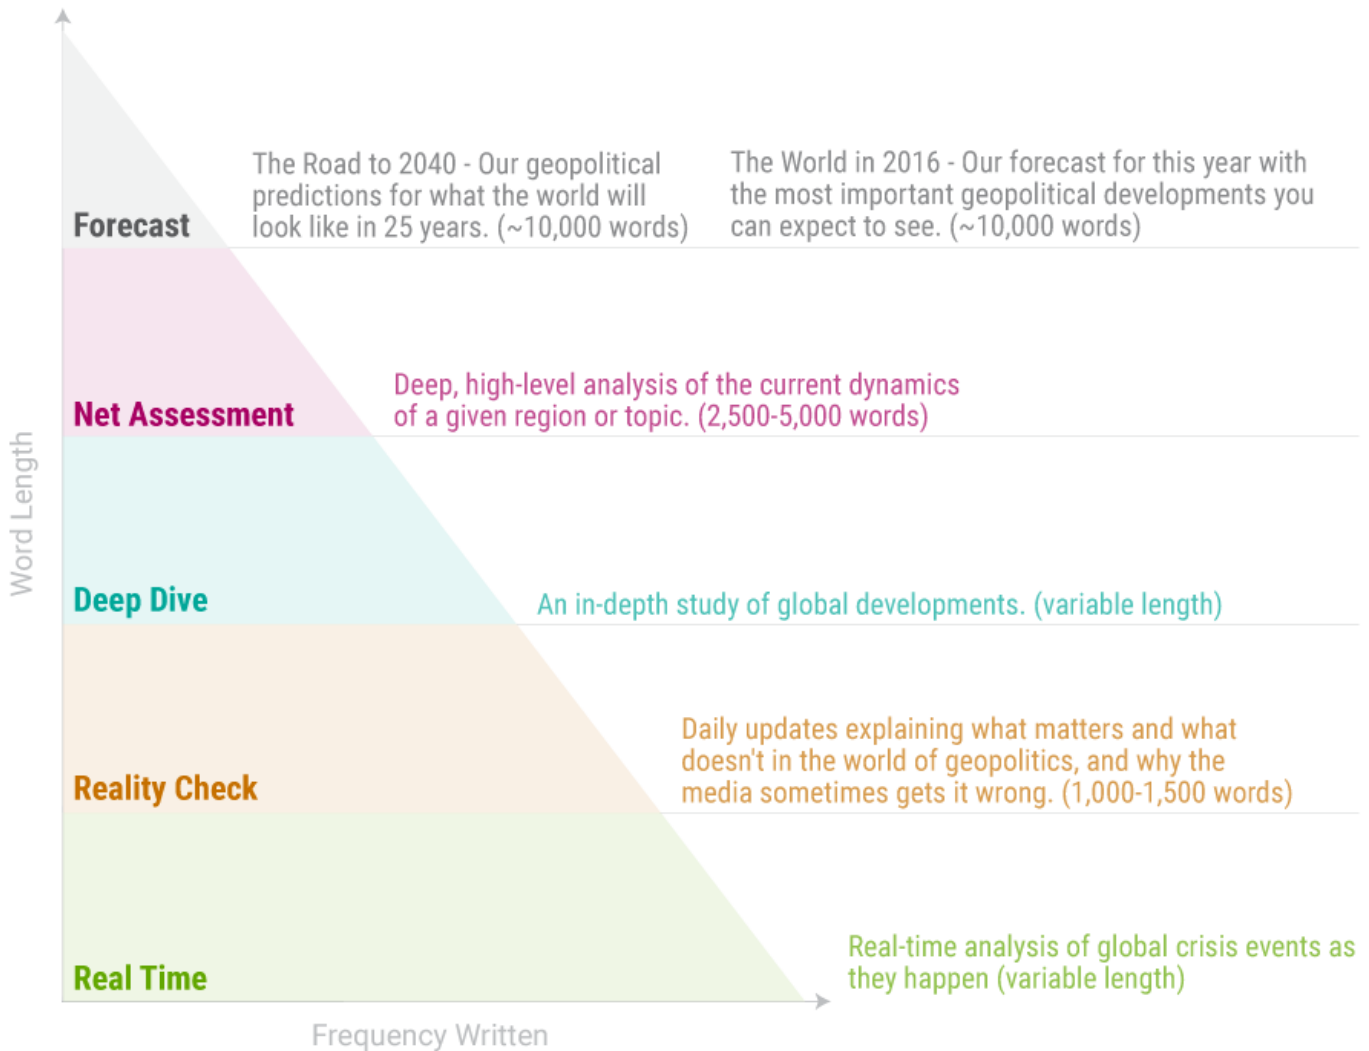 The Road to 2040 - Our geopolitical
predictions for what the world will
look like in 25 years. (~10,000 words)
The World in 2016 - Our forecast for this year with
the most important geopolitical developments you
can expect to see. (~10,000 words)
Forecast
Deep, high-level analysis of the current dynamics
of a given region or topic. (2,500-5,000 words)
Net Assessment
Word Length
Deep Dive
An in-depth study of global developments. (variable length)
Daily updates explaining what matters and what
doesn't in the world of geopolitics, and why the
media sometimes gets it wrong. (1,000-1,500 words)
Reality Check
Real-time analysis of global crisis events as
they happen (variable length)
Real Time
Frequency Written